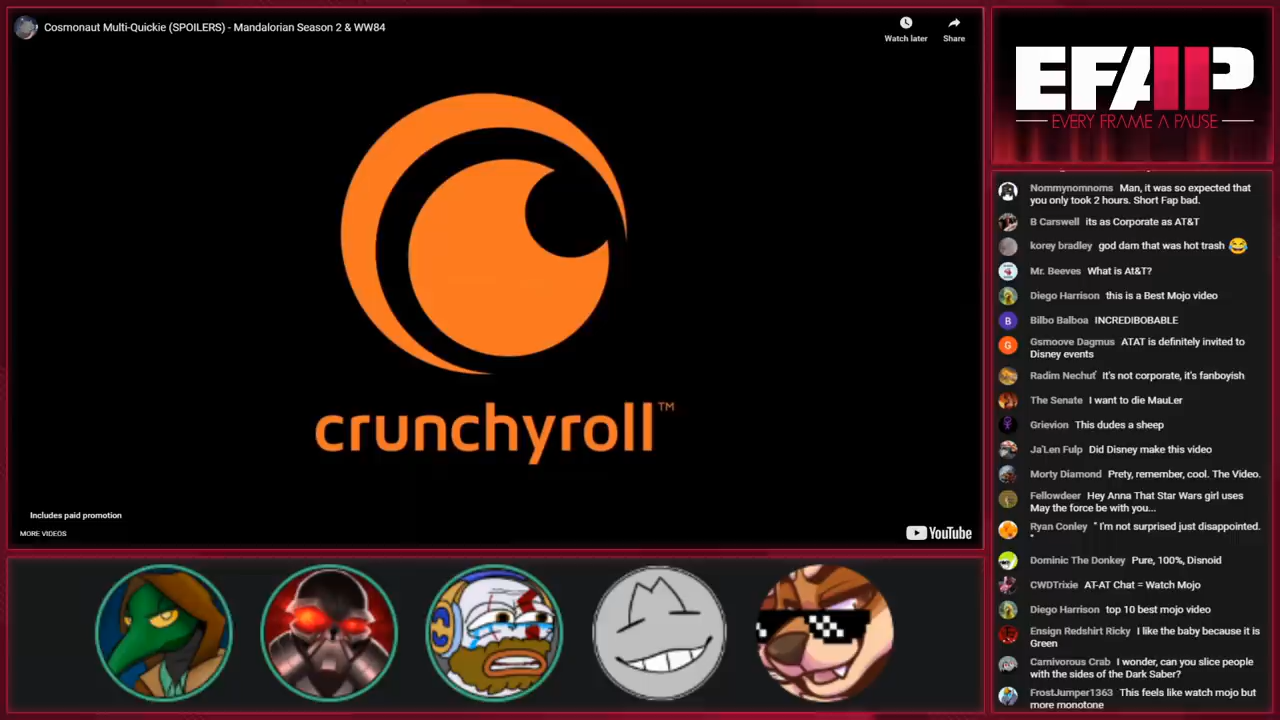 Cosmonaut Multi-Quickie (SPOILERS) - Mandalorian Season 2 & WW84
Watch later
Share
crunchyroll™
Includes paid promotion
MORE VIDEOS
YouTube
EFAP
EVERY FRAME A PAUSE
Nommynomnoms Man, it was so expected that
you only took 2 hours. Short Fap bad.
B Carswell its as Corporate as AT&T
korey bradley god dam that was hot trash 😂
Mr. Beeves What is At&T?
Diego Harrison this is a Best Mojo video
B
Bilbo Balboa INCREDIBOBABLE
G
Gsmoove Dagmus ATAT is definitely invited to
Disney events
Radim Nechuť It's not corporate, it's fanboyish
The Senate I want to die MauLer
Grievion This dudes a sheep
Ja'Len Fulp Did Disney make this video
Morty Diamond Prety, remember, cool. The Video.
Fellowdeer Hey Anna That Star Wars girl uses
May the force be with you...
Ryan Conley " I'm not surprised just disappointed.
"
Dominic The Donkey Pure, 100%, Disnoid
CWDTrixie AT-AT Chat = Watch Mojo
Diego Harrison top 10 best mojo video
Ensign Redshirt Ricky I like the baby because it is
Green
Carnivorous Crab I wonder, can you slice people
with the sides of the Dark Saber?
FrostJumper1363 This feels like watch mojo but
more monotone